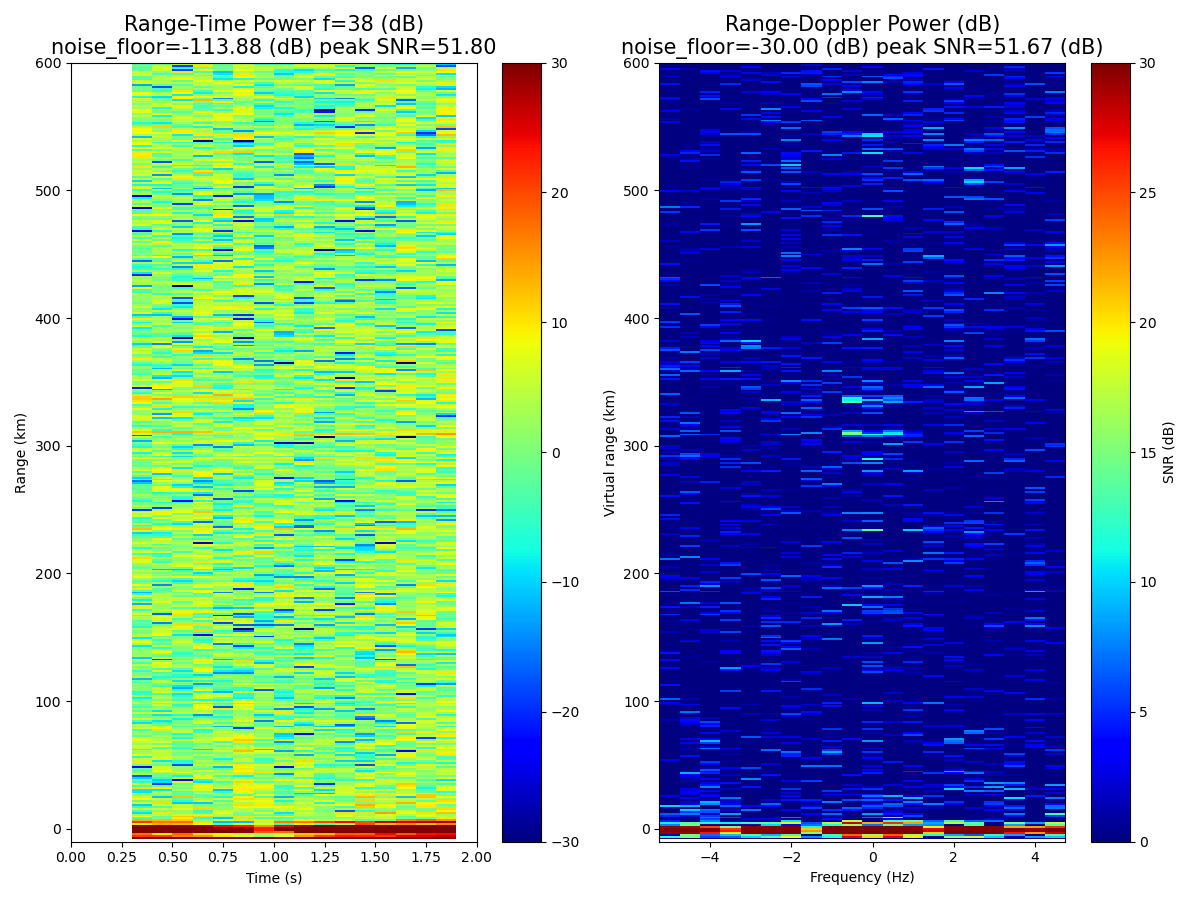 Range-Time Power f=38 (dB)
noise_floor=-113.88 (dB) peak SNR=51.80
600
500
400
300
200
100
0
Range (km)
0.00 0.25 0.50 0.75 1.00 1.25 1.50 1.75 2.00
Time (s)
30
20
10
0
−10
−20
−30
Range-Doppler Power (dB)
noise_floor=-30.00 (dB) peak SNR=51.67 (dB)
600
500
400
300
200
100
0
Virtual range (km)
−4 −2 0 2 4
Frequency (Hz)
30
25
20
15
10
5
0
SNR (dB)